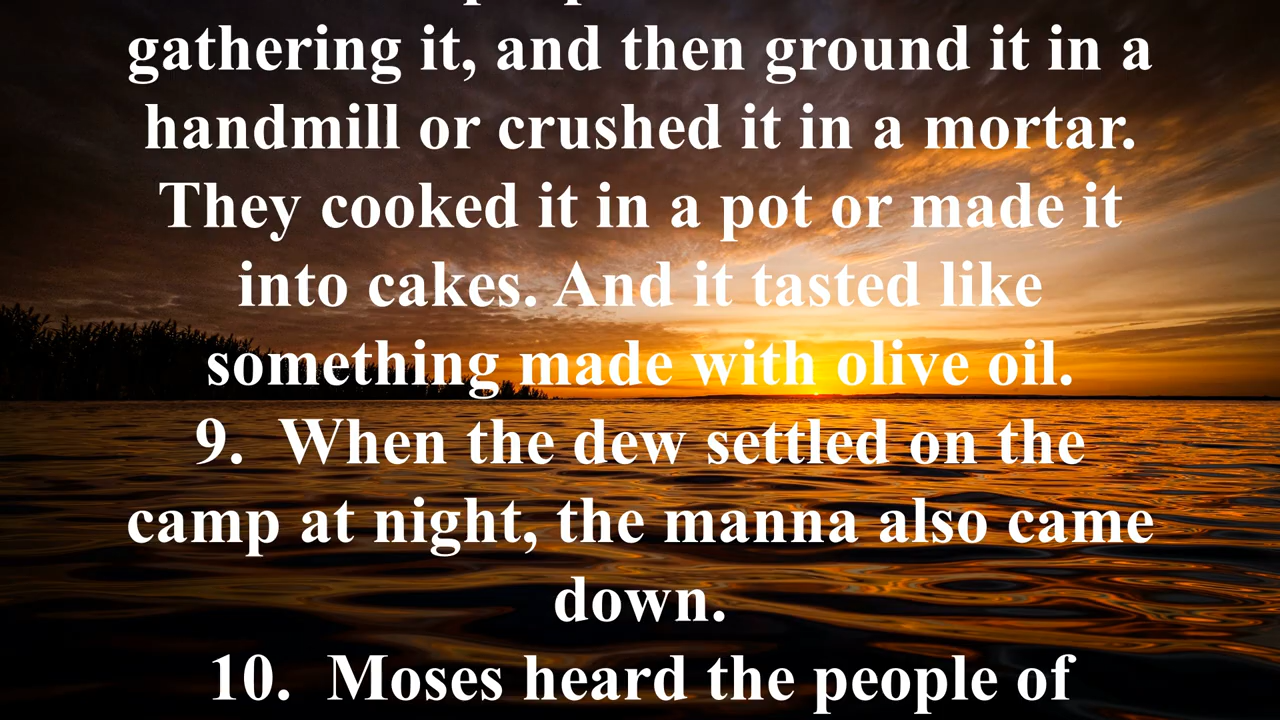 gathering it, and then ground it in a
handmill or crushed it in a mortar.
They cooked it in a pot or made it
into cakes. And it tasted like
something made with olive oil.
9. When the dew settled on the
camp at night, the manna also came
down.
10. Moses heard the people of